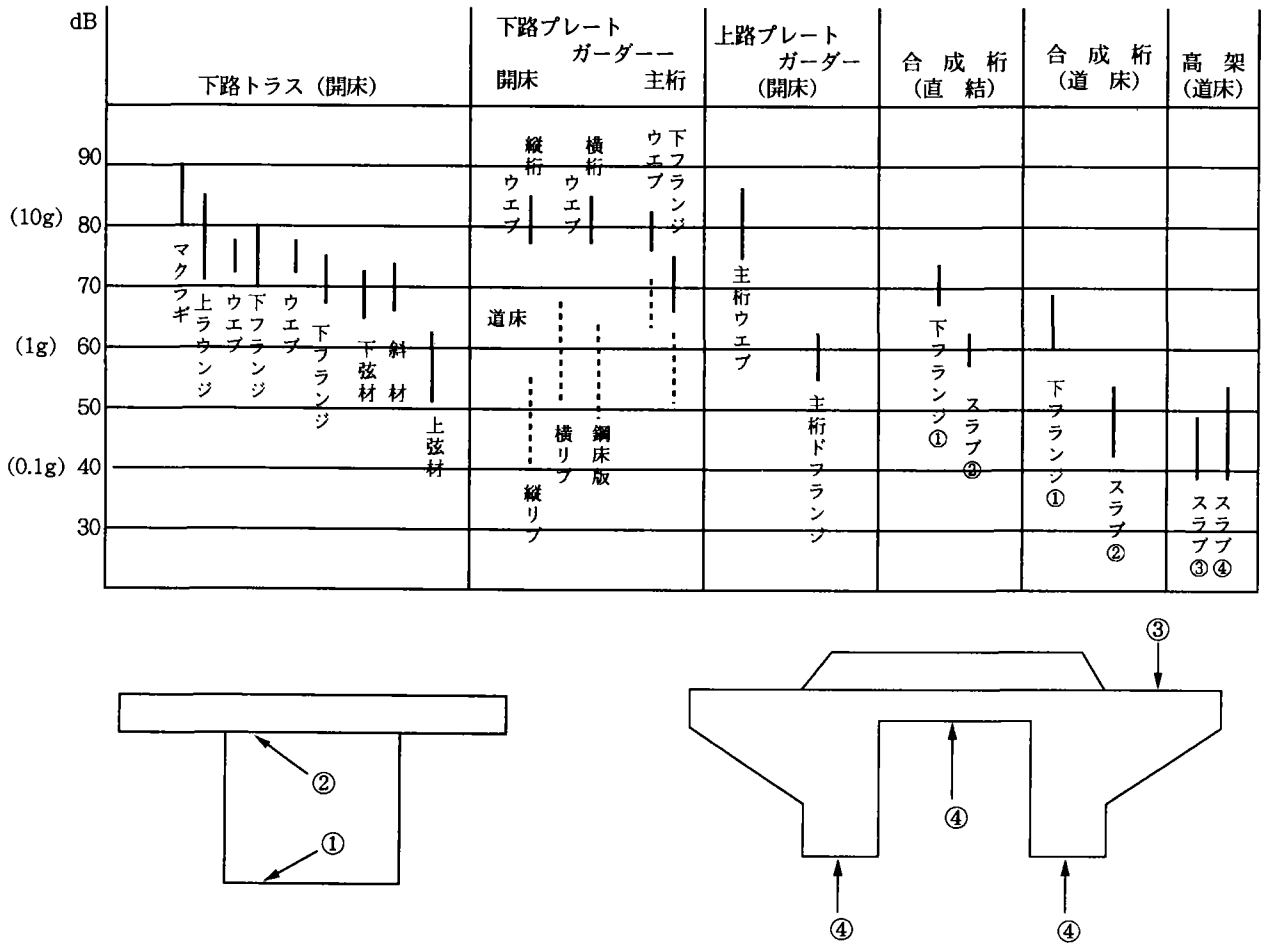 dB
下路トラス (開床)
下路プレート
ガーダーー
開床
主桁
上路プレート
ガーダー
(開床)
合成桁
(直結)
合成桁
(道床)
高架
(道床)
90
(10g) 80
70
(1g) 60
50
(0.1g) 40
30
マクラギ
上ラウンジ
ウエブ
下フランジ
ウエブ
下フランジ
下弦材
斜材
上弦材
縦桁
ウエブ
横桁
ウエブ
ウエブ
下フランジ
道床
縦リブ
横リブ
鋼床版
主桁ウエブ
主桁ドフランジ
下フランジ①
スラブ②
下フランジ①
スラブ②
スラブ③
スラブ④
②
①
③
④
④
④